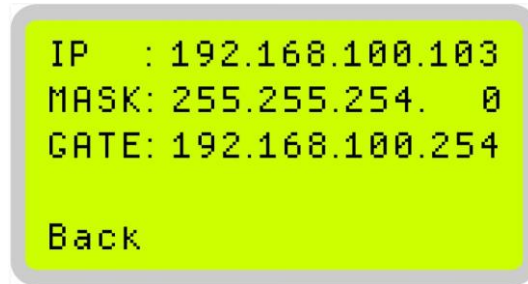 IP  : 192.168.100.103
MASK: 255.255.254.  0
GATE: 192.168.100.254
Back